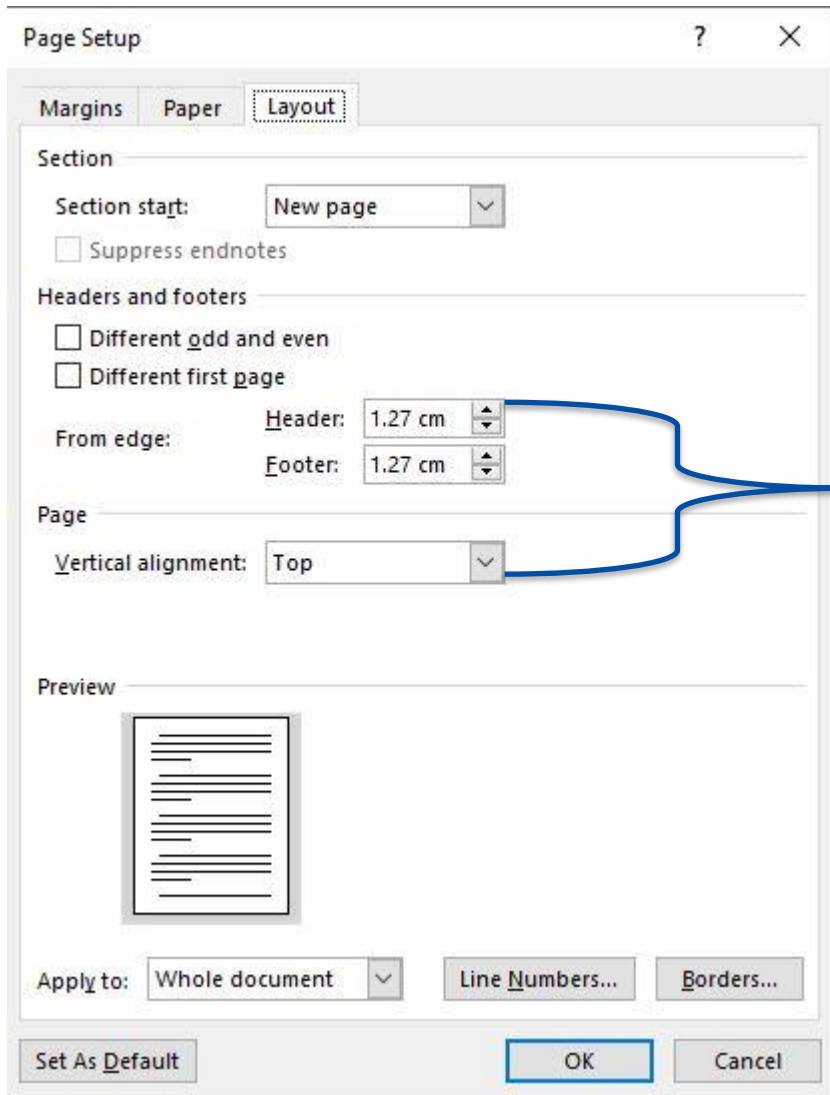 Page Setup ?
Margins Paper Layout
Section
Section start: New page
Suppress endnotes
Headers and footers
Different odd and even
Different first page
From edge: Header: 1.27 cm
Footer: 1.27 cm
Page
Vertical alignment: Top
Preview
Apply to: Whole document Line Numbers... Borders...
Set As Default OK Cancel